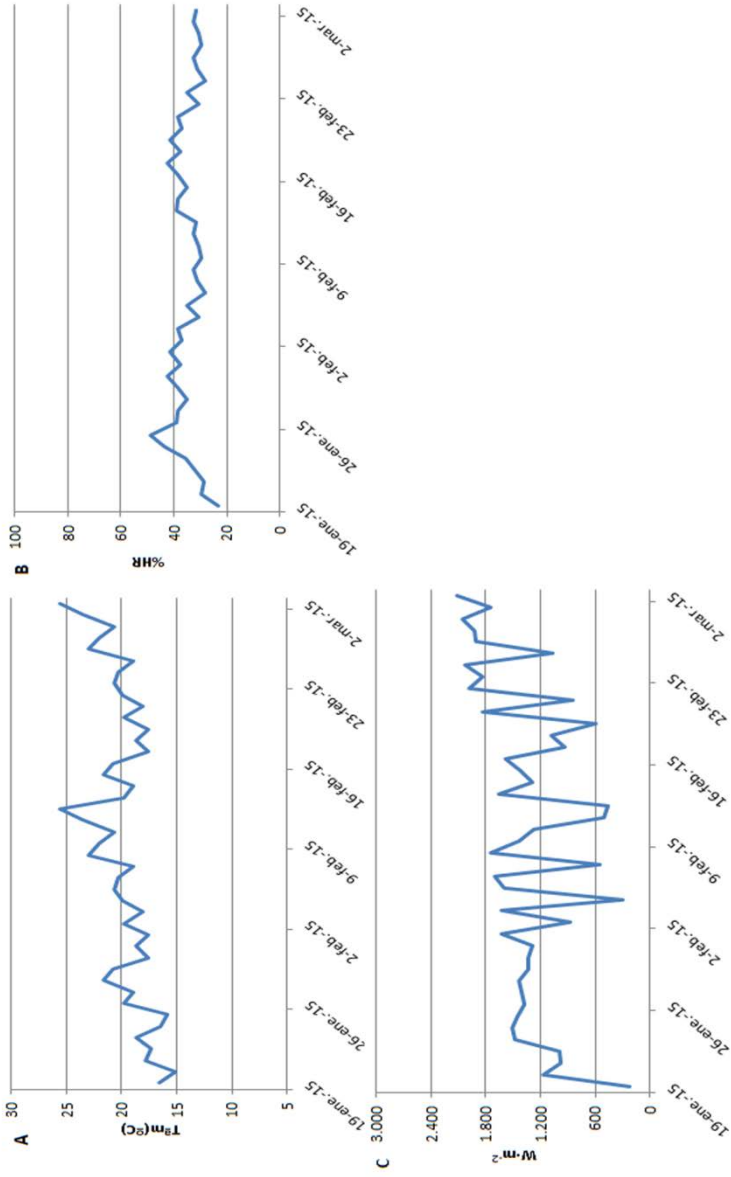 A
Tªm(ºC)
30
25
20
15
10
5
19-ene.-15
26-ene.-15
2-feb.-15
9-feb.-15
16-feb.-15
23-feb.-15
2-mar.-15
B
%HR
100
80
60
40
20
0
19-ene.-15
26-ene.-15
2-feb.-15
9-feb.-15
16-feb.-15
23-feb.-15
2-mar.-15
C
W·m⁻²
3.000
2.400
1.800
1.200
600
0
19-ene.-15
26-ene.-15
2-feb.-15
9-feb.-15
16-feb.-15
23-feb.-15
2-mar.-15